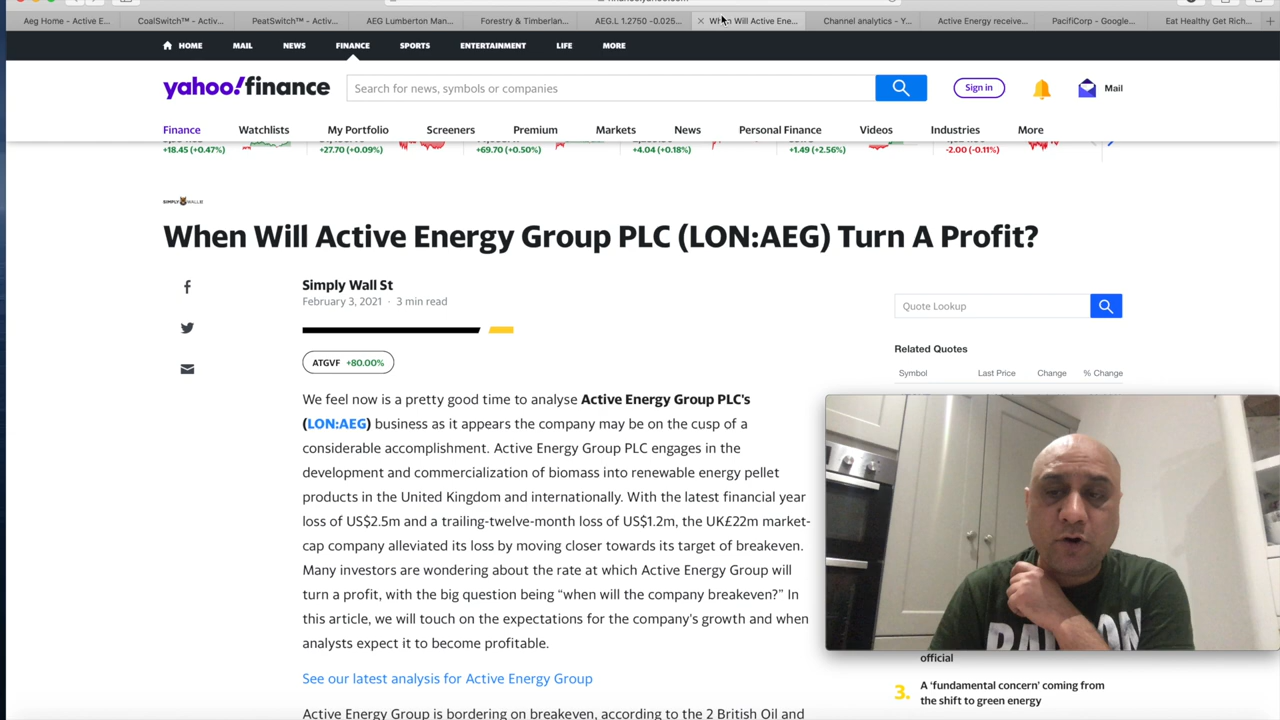 Aeg Home - Active E...
CoalSwitch™ - Activ...
PeatSwitch™ - Activ...
AEG Lumberton Man...
Forestry & Timberlan...
AEG.L 1.2750 -0.025...
When Will Active Ene...
Channel analytics - Y...
Active Energy receive...
PacifiCorp - Google...
Eat Healthy Get Rich...
HOME
MAIL
NEWS
FINANCE
SPORTS
ENTERTAINMENT
LIFE
MORE
yahoo!finance
Search for news, symbols or companies
Sign in
Mail
Finance
Watchlists
My Portfolio
Screeners
Premium
Markets
News
Personal Finance
Videos
Industries
More
+18.45 (+0.47%)
+27.70 (+0.09%)
+69.70 (+0.50%)
+4.04 (+0.18%)
+1.49 (+2.56%)
-2.00 (-0.11%)
SIMPLY WALL ST
When Will Active Energy Group PLC (LON:AEG) Turn A Profit?
Simply Wall St
February 3, 2021 · 3 min read
ATGVF +80.00%
We feel now is a pretty good time to analyse Active Energy Group PLC's
(LON:AEG) business as it appears the company may be on the cusp of a
considerable accomplishment. Active Energy Group PLC engages in the
development and commercialization of biomass into renewable energy pellet
products in the United Kingdom and internationally. With the latest financial year
loss of US$2.5m and a trailing-twelve-month loss of US$1.2m, the UK£22m market-
cap company alleviated its loss by moving closer towards its target of breakeven.
Many investors are wondering about the rate at which Active Energy Group will
turn a profit, with the big question being “when will the company breakeven?” In
this article, we will touch on the expectations for the company's growth and when
analysts expect it to become profitable.
See our latest analysis for Active Energy Group
Active Energy Group is bordering on breakeven, according to the 2 British Oil and
Quote Lookup
Related Quotes
Symbol
Last Price
Change
% Change
official
3.
A ‘fundamental concern’ coming from
the shift to green energy